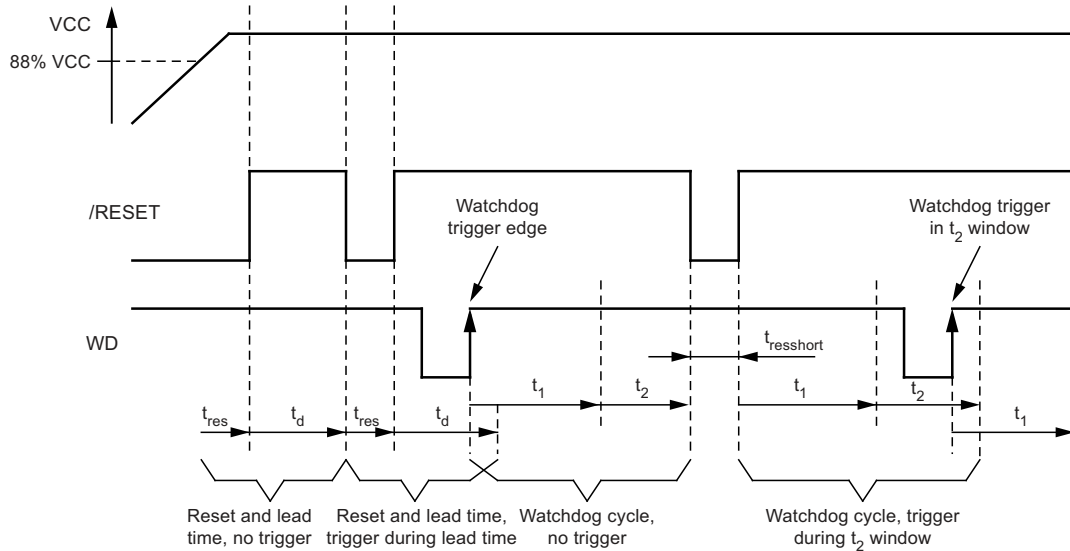 VCC
88% VCC
/RESET
Watchdog
trigger edge
Watchdog trigger
in t2 window
WD
tresshort
t1
t2
t1
t2
tres
td
tres
td
t1
Reset and lead
time, no trigger
Reset and lead time,
trigger during lead time
Watchdog cycle,
no trigger
Watchdog cycle, trigger
during t2 window